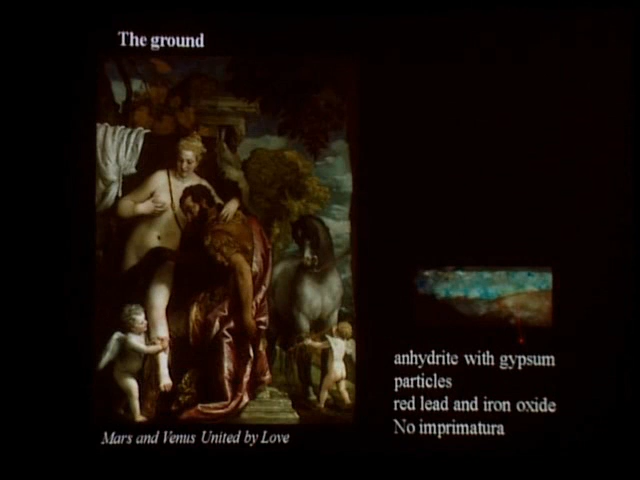 The ground
Mars and Venus United by Love
anhydrite with gypsum
particles
red lead and iron oxide
No imprimatura